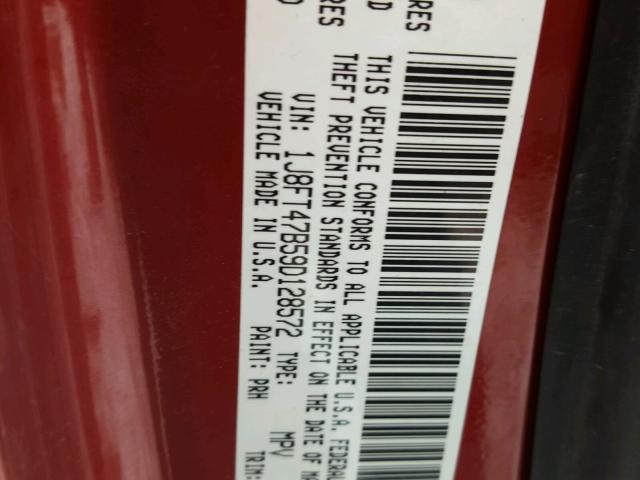 RES
D
THIS VEHICLE CONFORMS TO ALL APPLICABLE U.S.A. FEDERAL
THEFT PREVENTION STANDARDS IN EFFECT ON THE DATE OF
VIN: 1J8FT47B59D128572 TYPE: MPV
VEHICLE MADE IN U.S.A. PAINT: PRH TRIM: